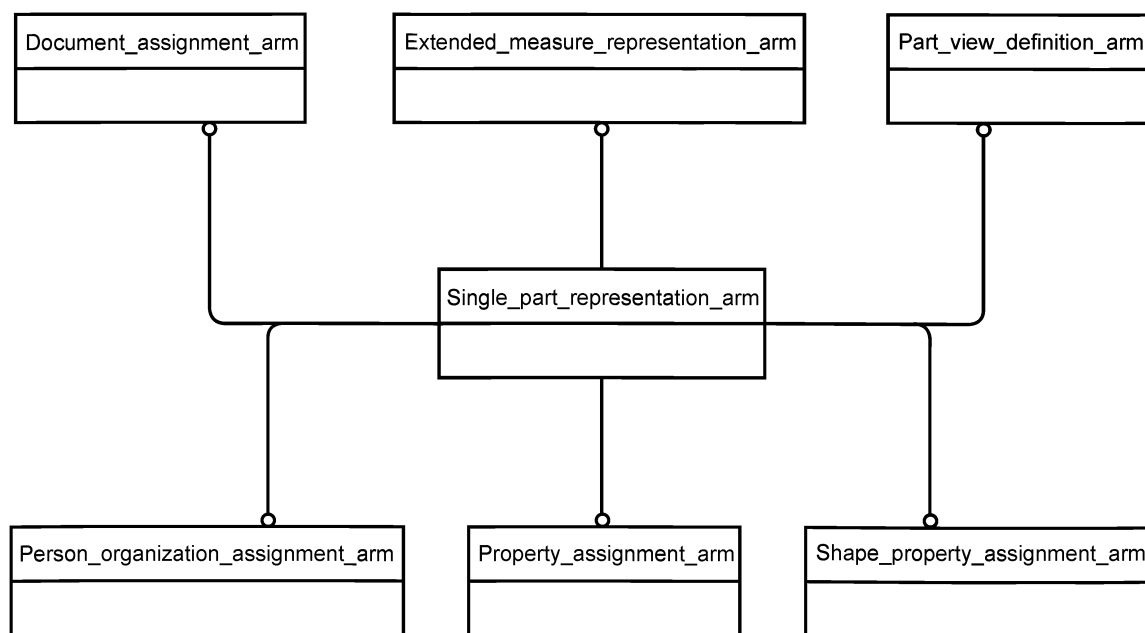 Document_assignment_arm
Extended_measure_representation_arm
Part_view_definition_arm
Single_part_representation_arm
Person_organization_assignment_arm
Property_assignment_arm
Shape_property_assignment_arm